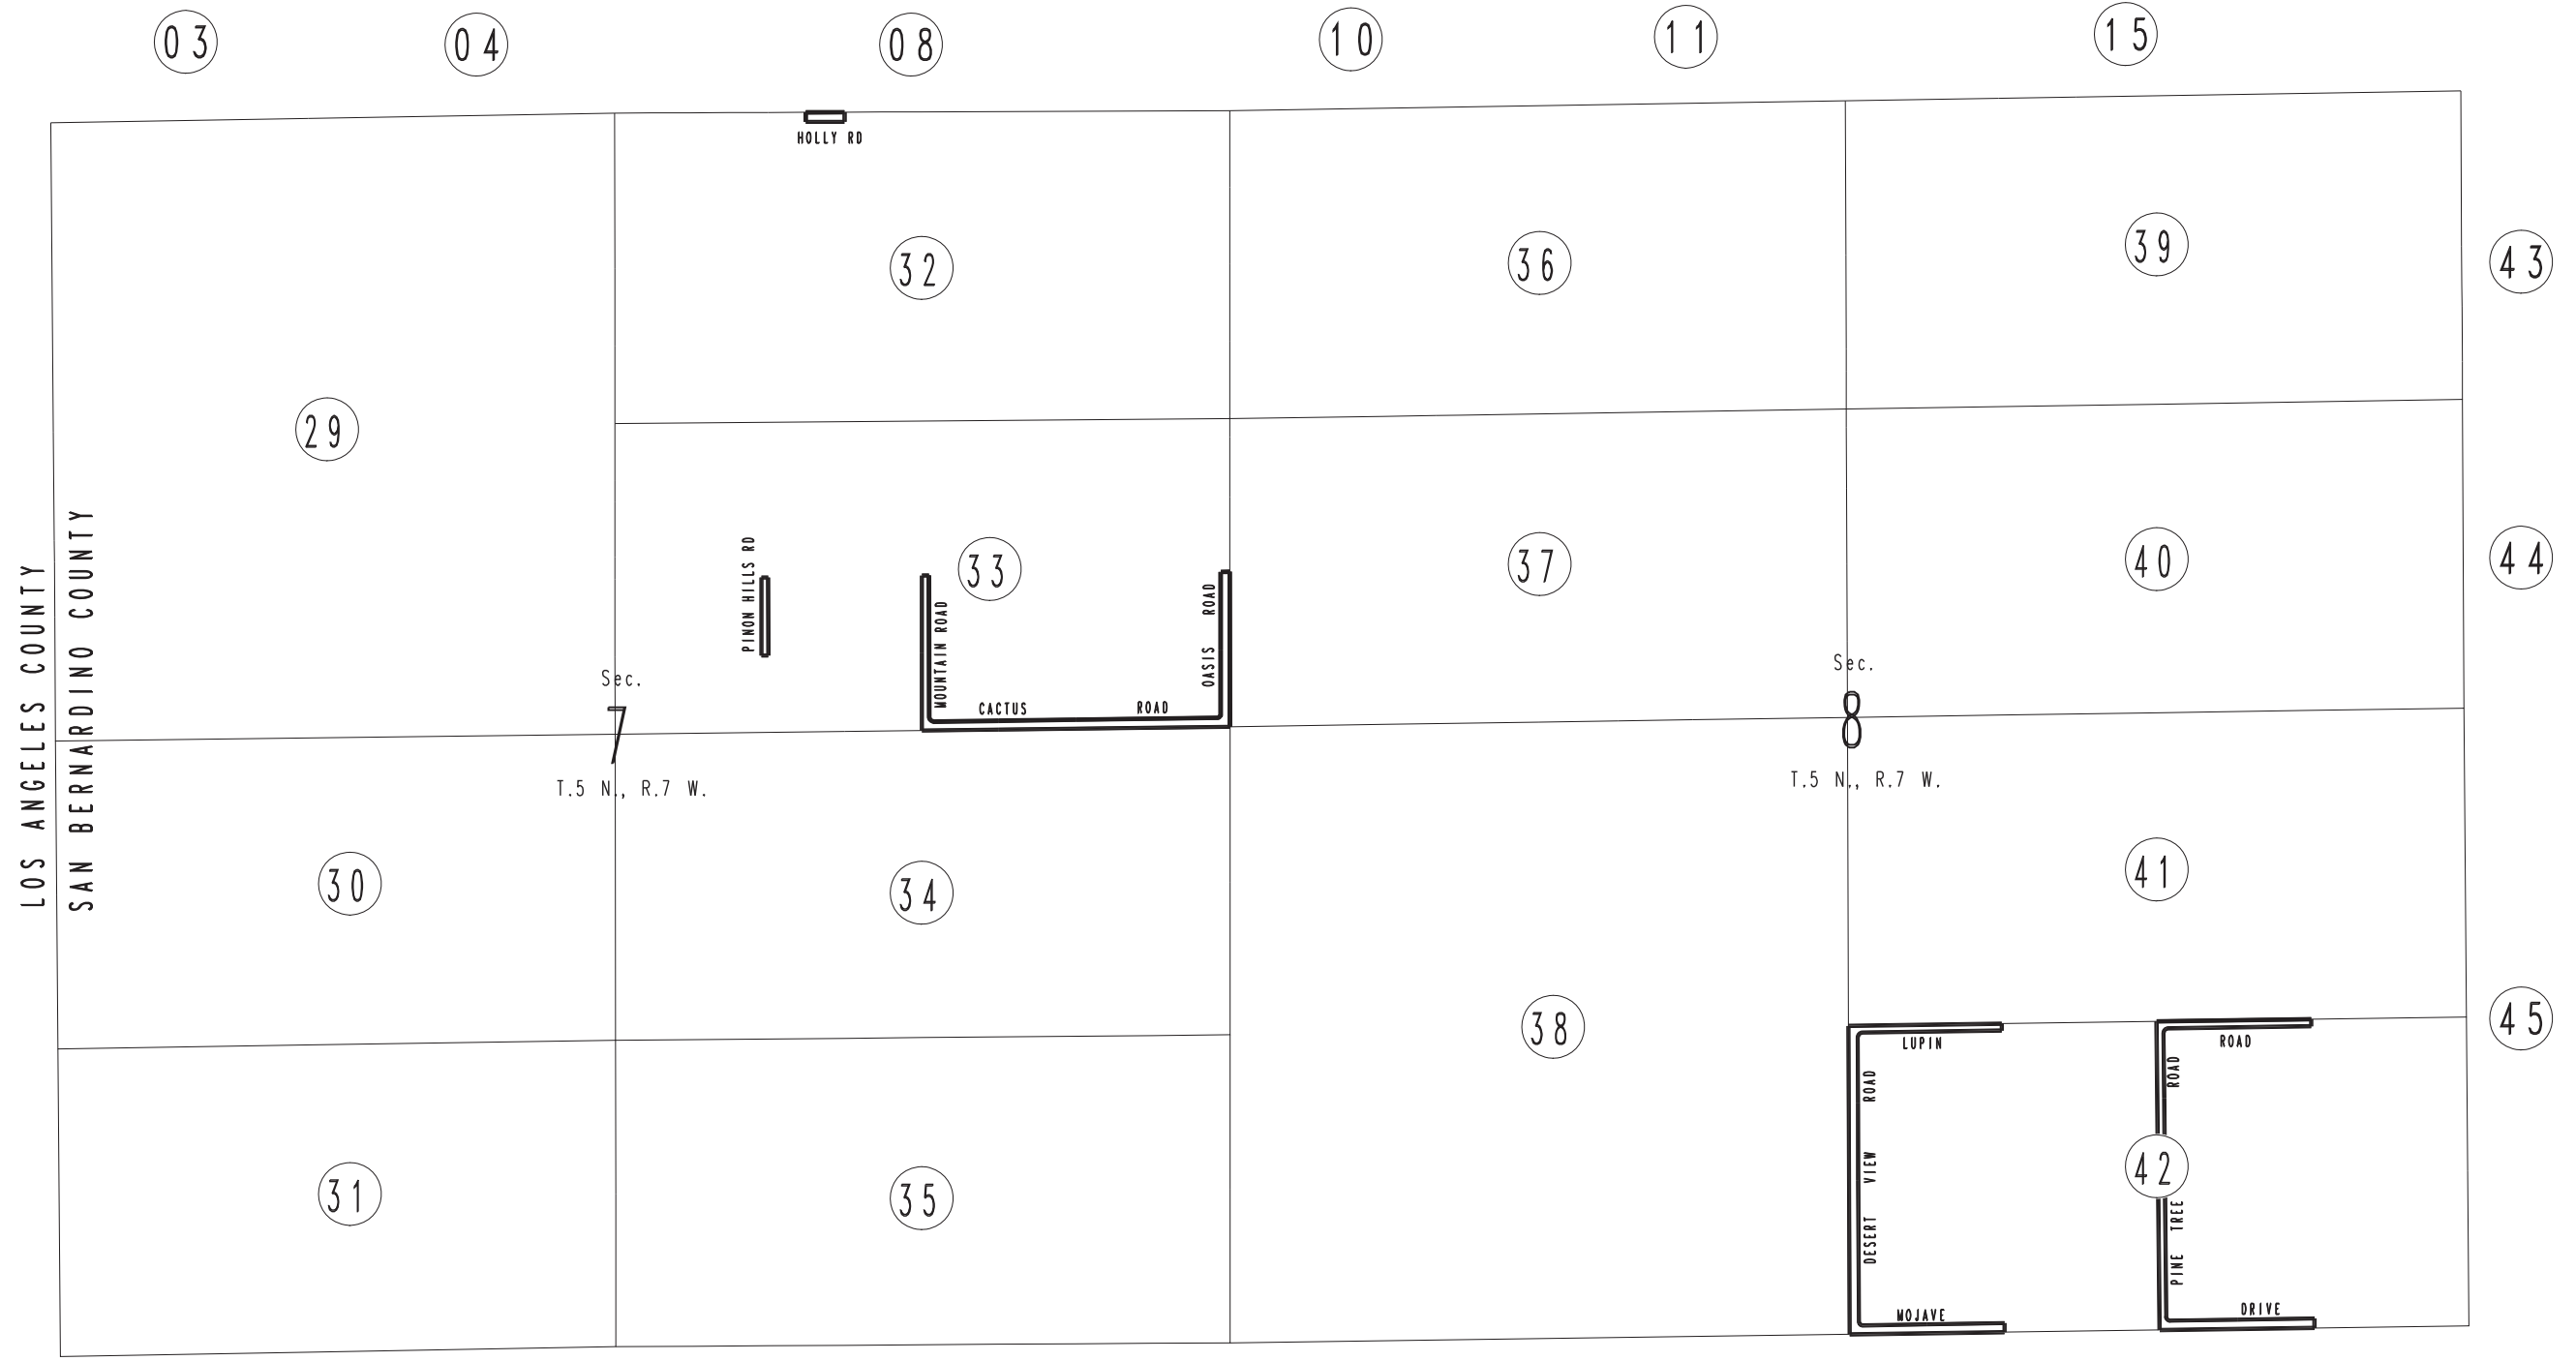 03
04
08
10
11
15
HOLLY RD
32
36
39
43
29
PINON HILLS RD
33
37
40
44
MOUNTAIN ROAD
OASIS ROAD
CACTUS ROAD
LOS ANGELES COUNTY
SAN BERNARDINO COUNTY
Sec.
7
T.5 N., R.7 W.
Sec.
8
T.5 N., R.7 W.
30
34
38
41
45
LUPIN ROAD
DESERT VIEW ROAD
PINE TREE ROAD
31
35
42
MOJAVE DRIVE